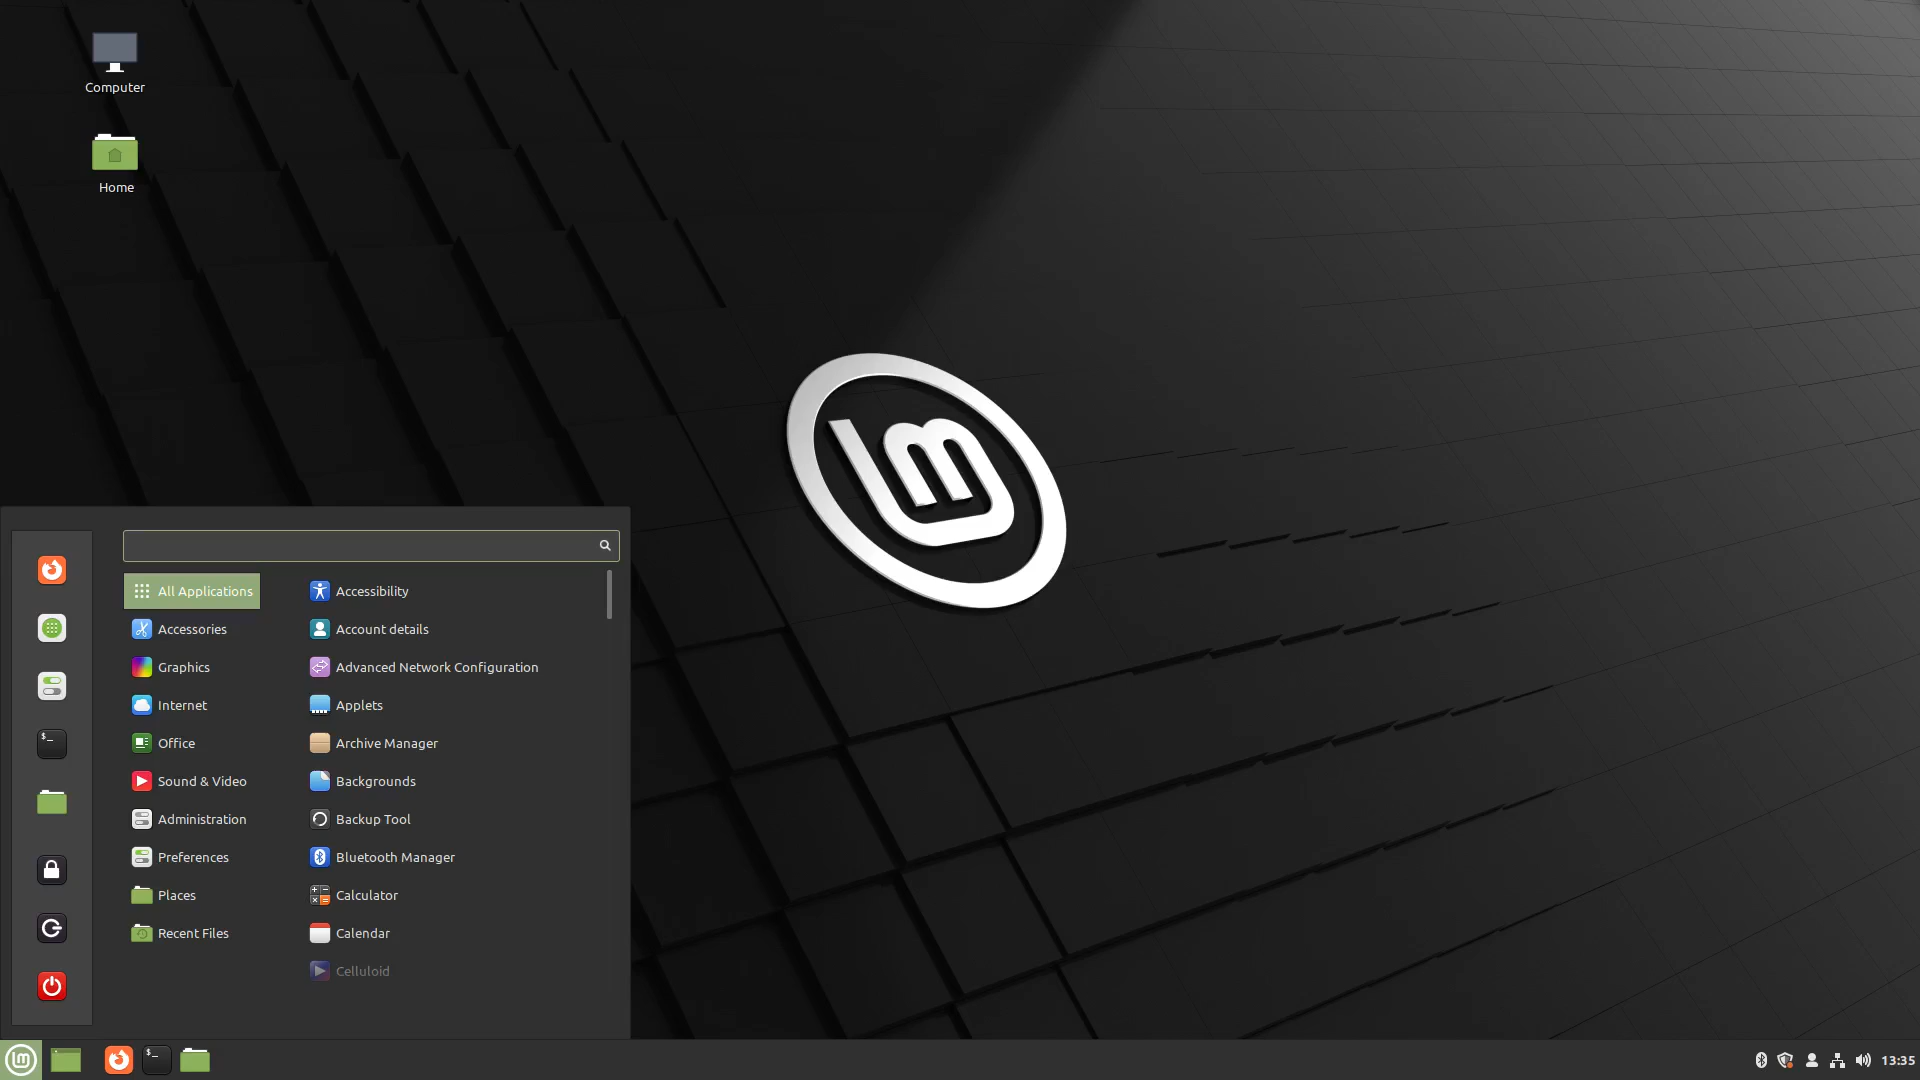 Computer
Home
All Applications
Accessories
Graphics
Internet
Office
Sound & Video
Administration
Preferences
Places
Recent Files
Accessibility
Account details
Advanced Network Configuration
Applets
Archive Manager
Backgrounds
Backup Tool
Bluetooth Manager
Calculator
Calendar
Celluloid
13:35